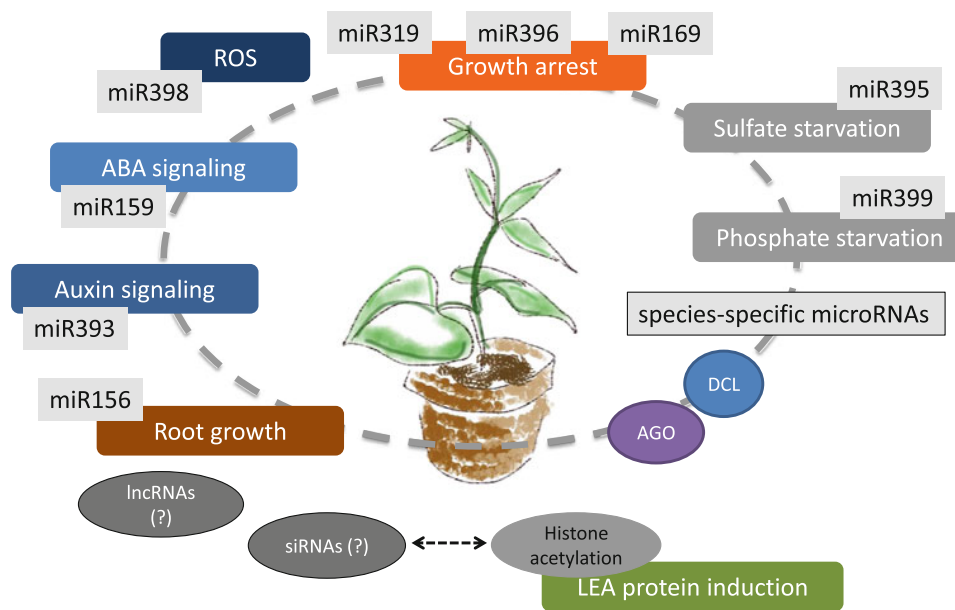 miR319
miR396
miR169
ROS
Growth arrest
miR398
miR395
Sulfate starvation
ABA signaling
miR159
miR399
Phosphate starvation
Auxin signaling
miR393
species-specific microRNAs
DCL
miR156
AGO
Root growth
lncRNAs
(?)
siRNAs (?)
Histone
acetylation
LEA protein induction